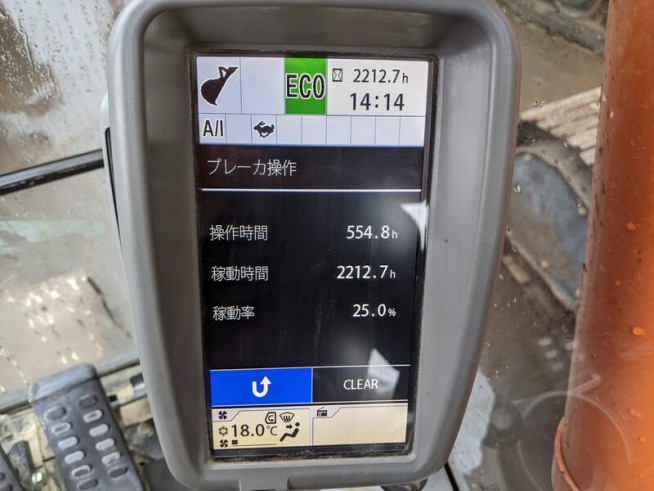 ECO
2212.7h
14:14
A/I
ブレーカ操作
操作時間 554.8h
稼動時間 2212.7h
稼動率 25.0%
CLEAR
18.0℃